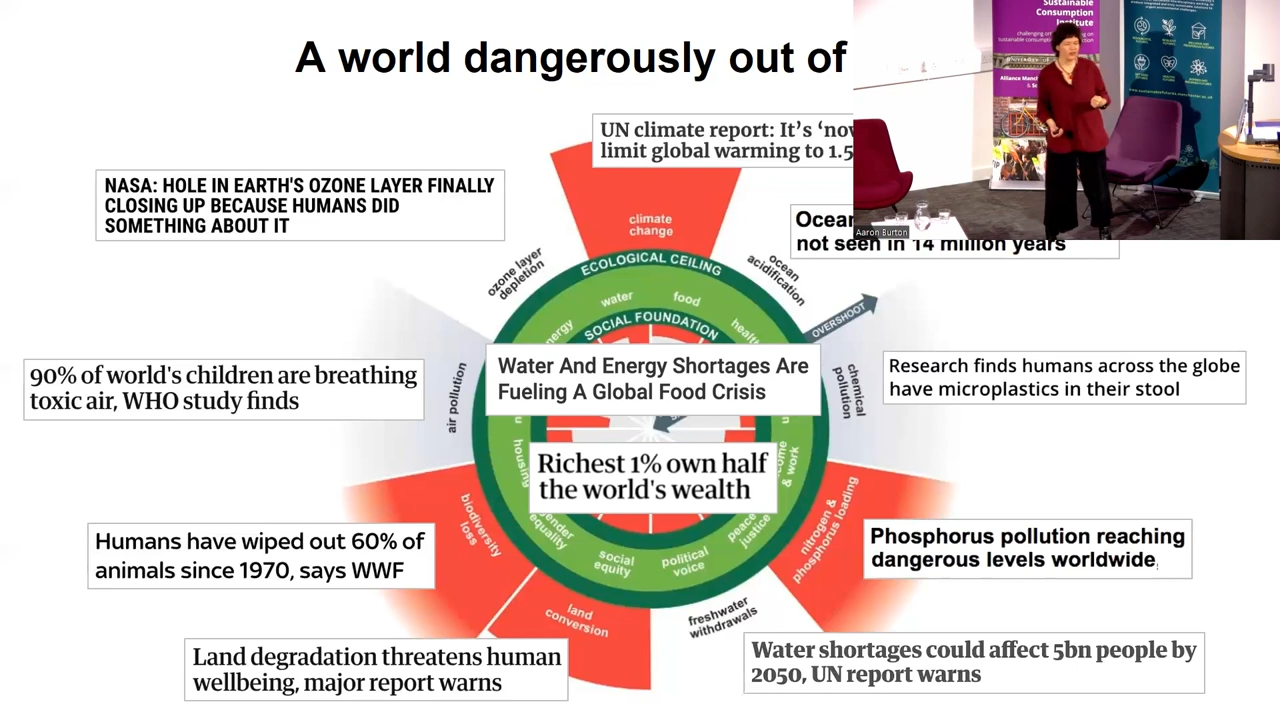 A world dangerously out of
Sustainable
Consumption
Institute
UN climate report: It's ‘now
limit global warming to 1.5
NASA: HOLE IN EARTH'S OZONE LAYER FINALLY
CLOSING UP BECAUSE HUMANS DID
SOMETHING ABOUT IT
Ocean
not seen in 14 million years
Aaron Burton
climate
change
ozone layer
depletion
ECOLOGICAL CEILING
ocean
acidification
water
food
SOCIAL FOUNDATION
OVERSHOOT
90% of world's children are breathing
toxic air, WHO study finds
air pollution
Water And Energy Shortages Are
Fueling A Global Food Crisis
chemical
pollution
Research finds humans across the globe
have microplastics in their stool
housing
Richest 1% own half
the world's wealth
& work
Humans have wiped out 60% of
animals since 1970, says WWF
biodiversity
loss
equality
social
equity
political
voice
peace
justice
nitrogen &
phosphorus loading
Phosphorus pollution reaching
dangerous levels worldwide
land
conversion
freshwater
withdrawals
Land degradation threatens human
wellbeing, major report warns
Water shortages could affect 5bn people by
2050, UN report warns